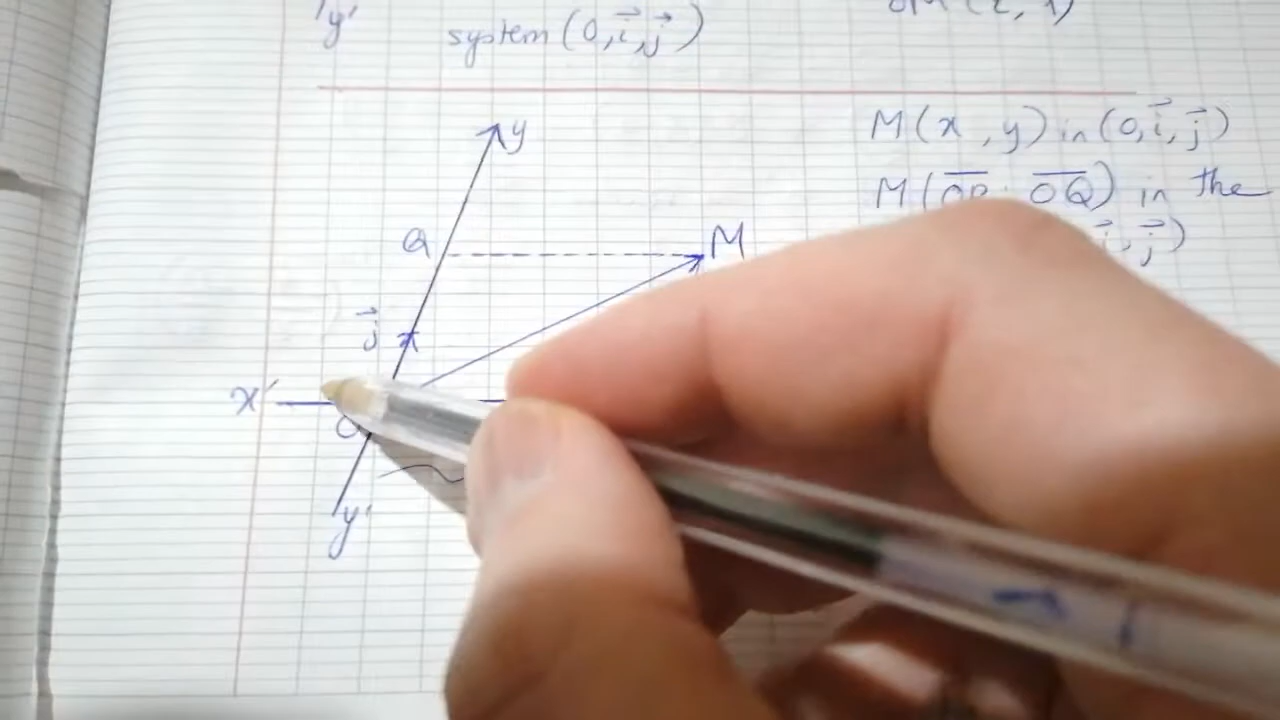 y'
system (O, i⃗, j⃗)
M(x, y) in (O, i⃗, j⃗)
y
M(O̅P̅, O̅Q̅) in the
Q
M
i⃗, j⃗)
j⃗
x'
O
y'